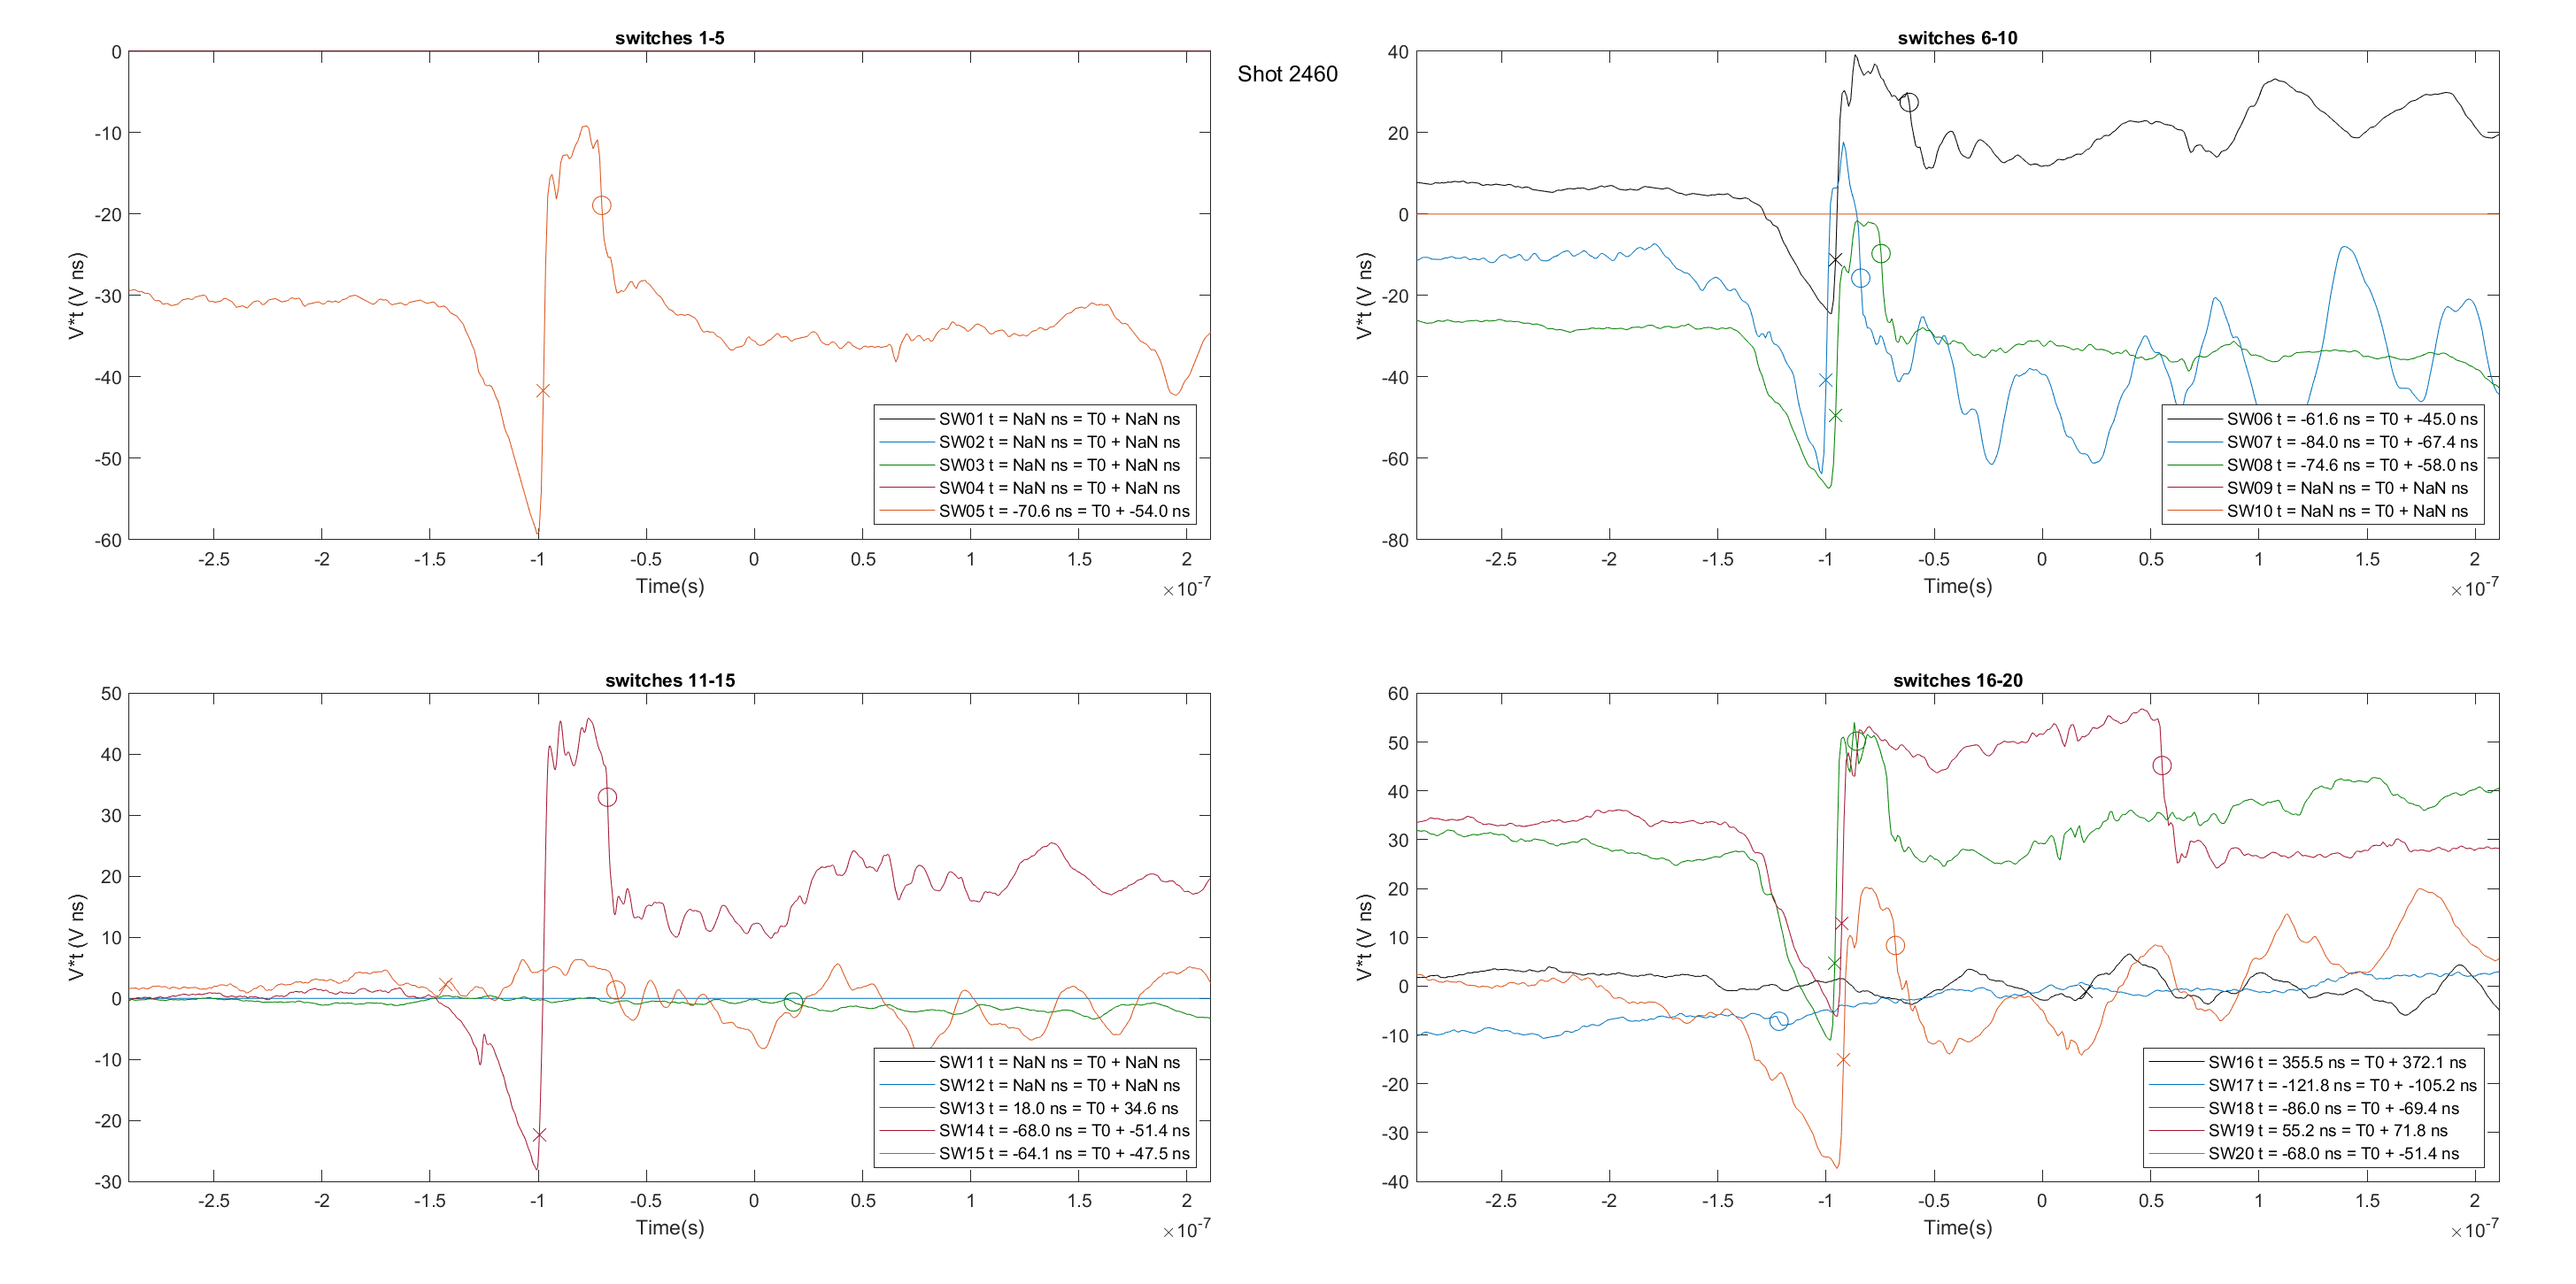 Shot 2460
switches 1-5
0
-10
-20
-30
-40
-50
-60
V*t (V ns)
-2.5 -2 -1.5 -1 -0.5 0 0.5 1 1.5 2
Time(s)
×10-7
SW01 t = NaN ns = T0 + NaN ns
SW02 t = NaN ns = T0 + NaN ns
SW03 t = NaN ns = T0 + NaN ns
SW04 t = NaN ns = T0 + NaN ns
SW05 t = -70.6 ns = T0 + -54.0 ns
switches 6-10
40
20
0
-20
-40
-60
-80
V*t (V ns)
-2.5 -2 -1.5 -1 -0.5 0 0.5 1 1.5 2
Time(s)
×10-7
SW06 t = -61.6 ns = T0 + -45.0 ns
SW07 t = -84.0 ns = T0 + -67.4 ns
SW08 t = -74.6 ns = T0 + -58.0 ns
SW09 t = NaN ns = T0 + NaN ns
SW10 t = NaN ns = T0 + NaN ns
switches 11-15
50
40
30
20
10
0
-10
-20
-30
V*t (V ns)
-2.5 -2 -1.5 -1 -0.5 0 0.5 1 1.5 2
Time(s)
×10-7
SW11 t = NaN ns = T0 + NaN ns
SW12 t = NaN ns = T0 + NaN ns
SW13 t = 18.0 ns = T0 + 34.6 ns
SW14 t = -68.0 ns = T0 + -51.4 ns
SW15 t = -64.1 ns = T0 + -47.5 ns
switches 16-20
60
50
40
30
20
10
0
-10
-20
-30
-40
V*t (V ns)
-2.5 -2 -1.5 -1 -0.5 0 0.5 1 1.5 2
Time(s)
×10-7
SW16 t = 355.5 ns = T0 + 372.1 ns
SW17 t = -121.8 ns = T0 + -105.2 ns
SW18 t = -86.0 ns = T0 + -69.4 ns
SW19 t = 55.2 ns = T0 + 71.8 ns
SW20 t = -68.0 ns = T0 + -51.4 ns